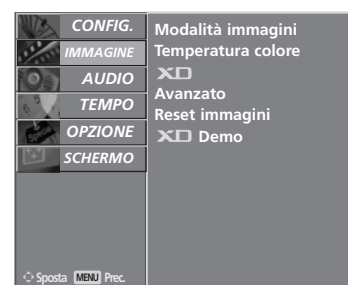 CONFIG.
IMMAGINE
AUDIO
TEMPO
OPZIONE
SCHERMO
Modalità immagini
Temperatura colore
XD
Avanzato
Reset immagini
XD Demo
Sposta MENU Prec.